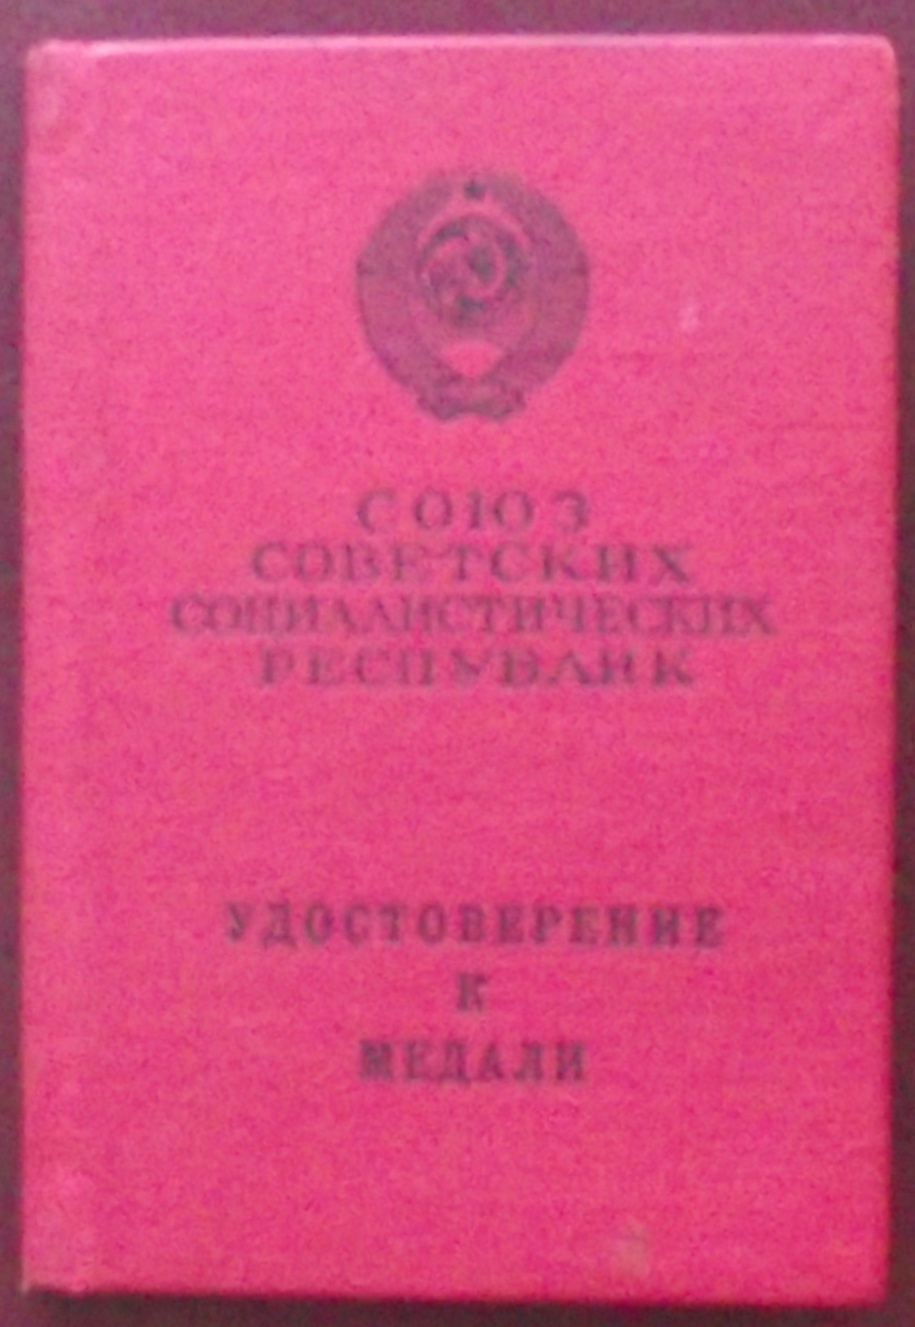 СОЮЗ
СОВЕТСКИХ
СОЦИАЛИСТИЧЕСКИХ
РЕСПУБЛИК
УДОСТОВЕРЕНИЕ
К
МЕДАЛИ